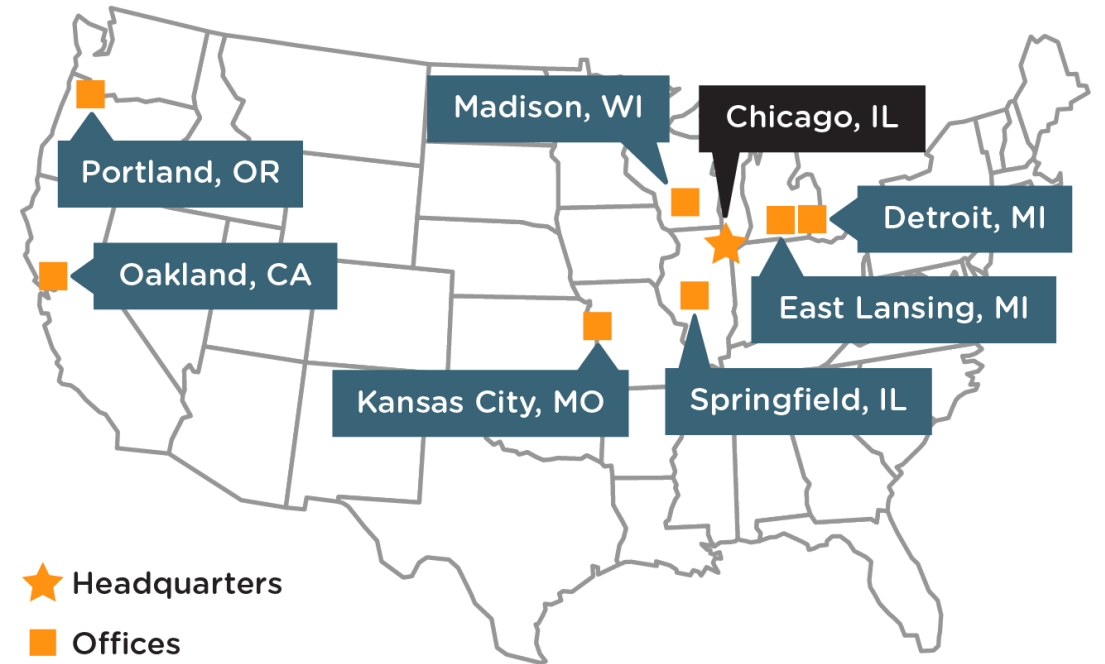 Madison, WI
Chicago, IL
Portland, OR
Detroit, MI
Oakland, CA
East Lansing, MI
Kansas City, MO
Springfield, IL
Headquarters
Offices